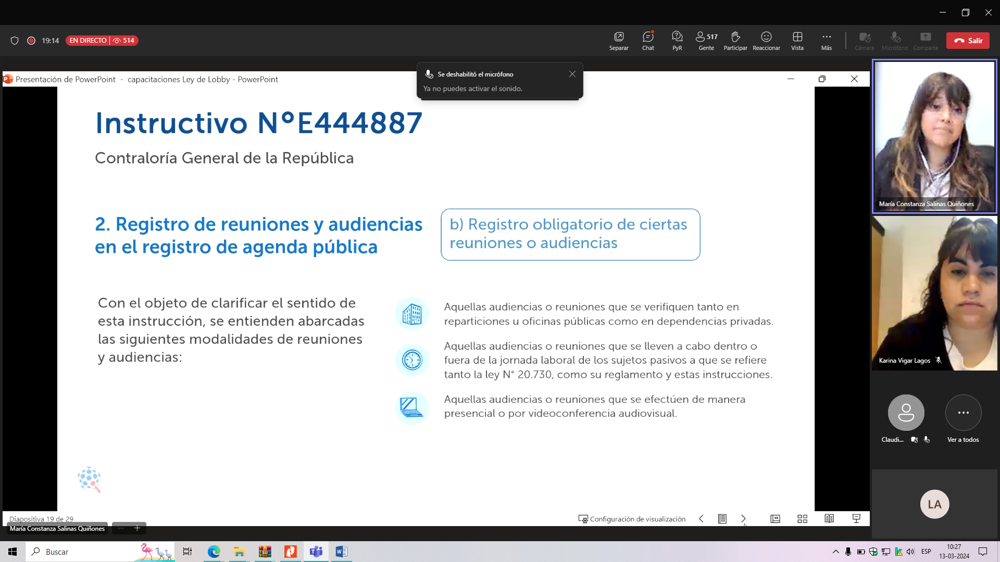 19:14 EN DIRECTO 514
Separar
Chat
PyR
517
Gente
Participar
Reaccionar
Vista
Más
Cámara
Micrófono
Comparte
Salir
Se deshabilitó el micrófono
Ya no puedes activar el sonido.
Presentación de PowerPoint - capacitaciones Ley de Lobby - PowerPoint
Instructivo N°E444887
Contraloría General de la República
2. Registro de reuniones y audiencias
en el registro de agenda pública
b) Registro obligatorio de ciertas
reuniones o audiencias
Con el objeto de clarificar el sentido de
esta instrucción, se entienden abarcadas
las siguientes modalidades de reuniones
y audiencias:
Aquellas audiencias o reuniones que se verifiquen tanto en
reparticiones u oficinas públicas como en dependencias privadas.
Aquellas audiencias o reuniones que se lleven a cabo dentro o
fuera de la jornada laboral de los sujetos pasivos a que se refiere
tanto la ley N° 20.730, como su reglamento y estas instrucciones.
Aquellas audiencias o reuniones que se efectúen de manera
presencial o por videoconferencia audiovisual.
María Constanza Salinas Quiñones
Karina Vigar Lagos
Claudi...
Ver a todos
LA
Diapositiva 19 de 29
Configuración de visualización
María Constanza Salinas Quiñones
Buscar
ESP
10:27
13-03-2024